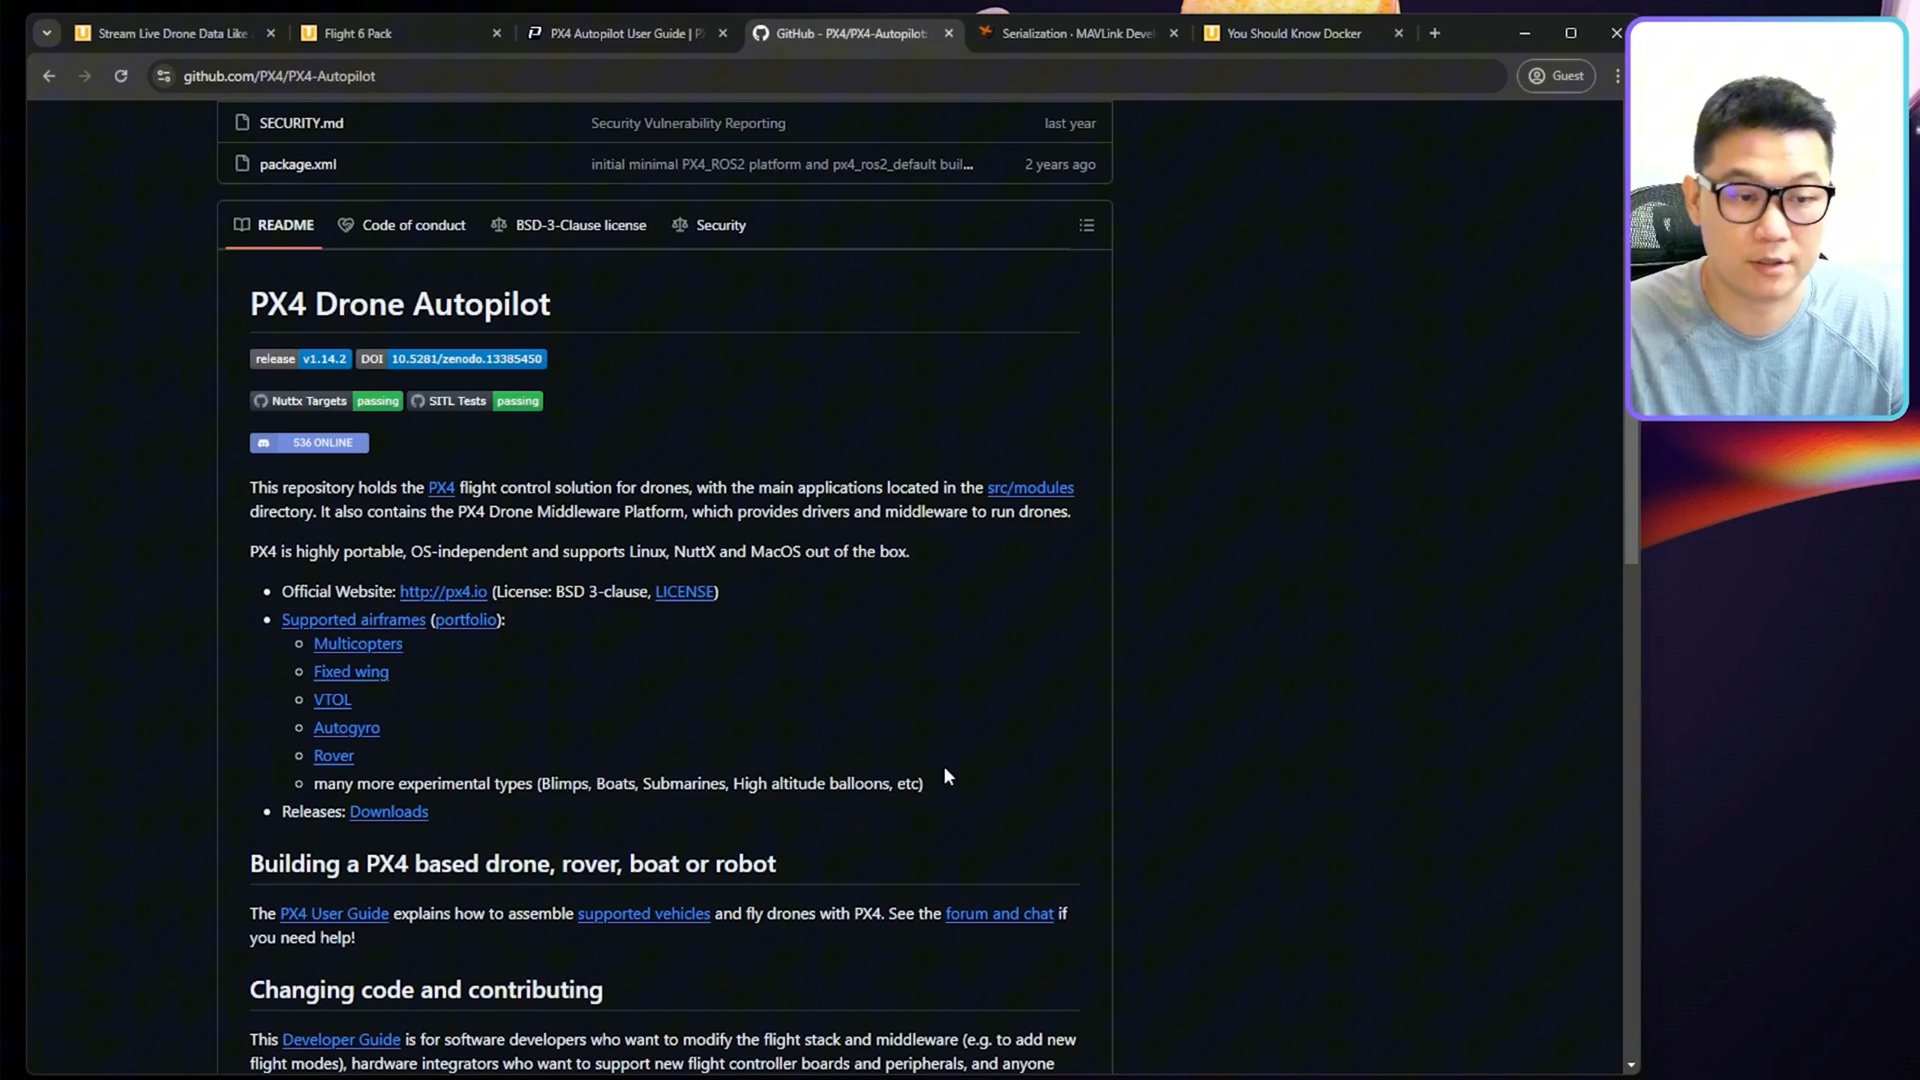 Stream Live Drone Data Like
Flight 6 Pack
PX4 Autopilot User Guide | P
GitHub - PX4/PX4-Autopilot:
Serialization · MAVLink Deve
You Should Know Docker
github.com/PX4/PX4-Autopilot
Guest
SECURITY.md
Security Vulnerability Reporting
last year
package.xml
initial minimal PX4_ROS2 platform and px4_ros2_default buil...
2 years ago
README
Code of conduct
BSD-3-Clause license
Security
PX4 Drone Autopilot
release v1.14.2 DOI 10.5281/zenodo.13385450
Nuttx Targets passing SITL Tests passing
536 ONLINE
This repository holds the PX4 flight control solution for drones, with the main applications located in the src/modules
directory. It also contains the PX4 Drone Middleware Platform, which provides drivers and middleware to run drones.
PX4 is highly portable, OS-independent and supports Linux, NuttX and MacOS out of the box.
• Official Website: http://px4.io (License: BSD 3-clause, LICENSE)
• Supported airframes (portfolio):
○ Multicopters
○ Fixed wing
○ VTOL
○ Autogyro
○ Rover
○ many more experimental types (Blimps, Boats, Submarines, High altitude balloons, etc)
• Releases: Downloads
Building a PX4 based drone, rover, boat or robot
The PX4 User Guide explains how to assemble supported vehicles and fly drones with PX4. See the forum and chat if
you need help!
Changing code and contributing
This Developer Guide is for software developers who want to modify the flight stack and middleware (e.g. to add new
flight modes), hardware integrators who want to support new flight controller boards and peripherals, and anyone